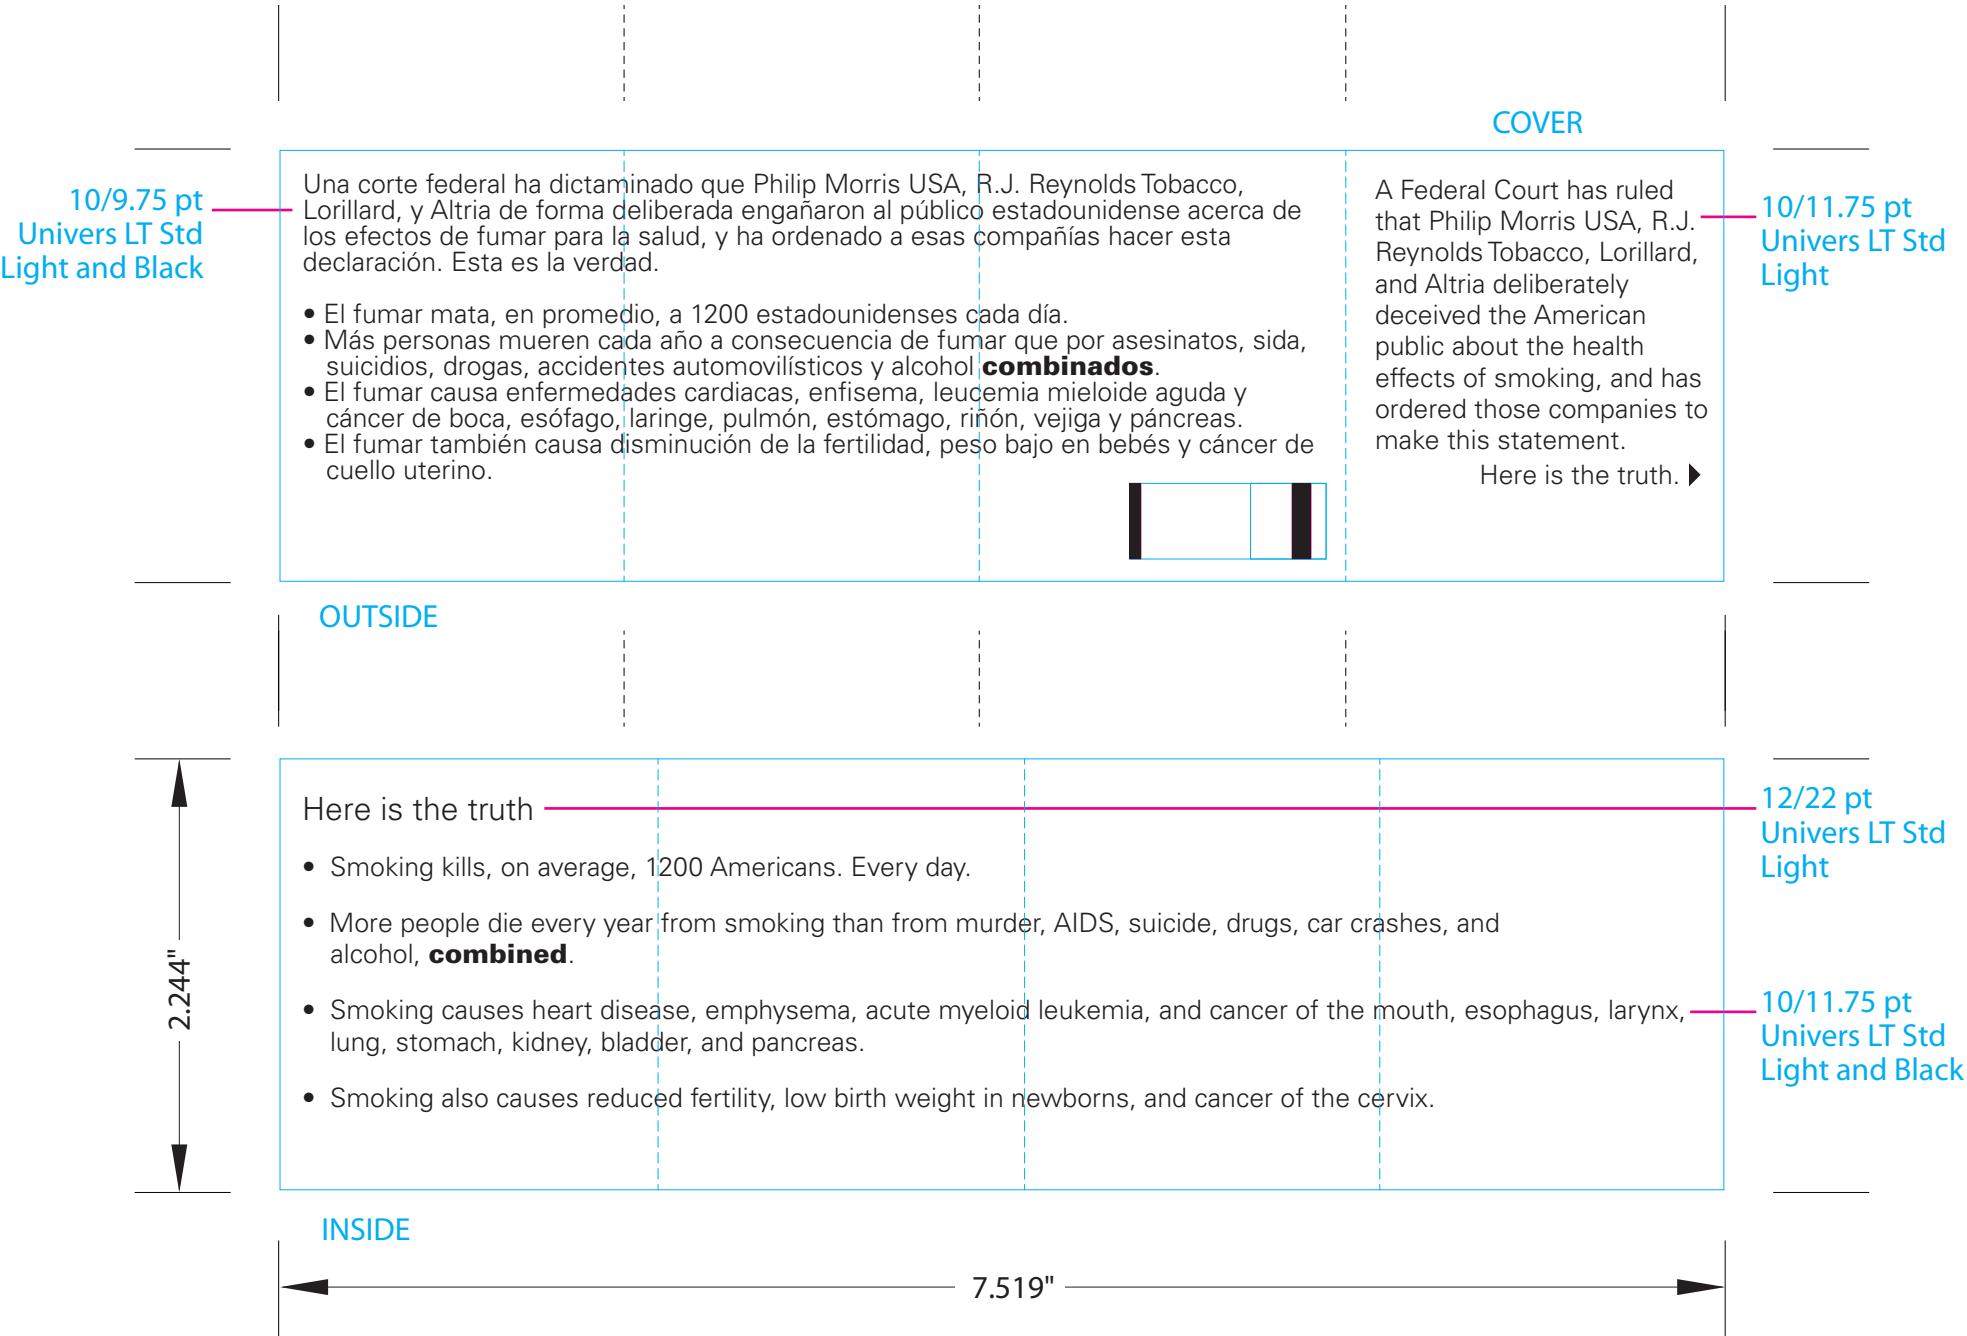 COVER
10/9.75 pt
Univers LT Std
Light and Black
Una corte federal ha dictaminado que Philip Morris USA, R.J. Reynolds Tobacco,
Lorillard, y Altria de forma deliberada engañaron al público estadounidense acerca de
los efectos de fumar para la salud, y ha ordenado a esas compañías hacer esta
declaración. Esta es la verdad.
• El fumar mata, en promedio, a 1200 estadounidenses cada día.
• Más personas mueren cada año a consecuencia de fumar que por asesinatos, sida,
suicidios, drogas, accidentes automovilísticos y alcohol combinados.
• El fumar causa enfermedades cardiacas, enfisema, leucemia mieloide aguda y
cáncer de boca, esófago, laringe, pulmón, estómago, riñón, vejiga y páncreas.
• El fumar también causa disminución de la fertilidad, peso bajo en bebés y cáncer de
cuello uterino.
A Federal Court has ruled
that Philip Morris USA, R.J.
Reynolds Tobacco, Lorillard,
and Altria deliberately
deceived the American
public about the health
effects of smoking, and has
ordered those companies to
make this statement.
Here is the truth.
10/11.75 pt
Univers LT Std
Light
OUTSIDE
2.244"
Here is the truth
• Smoking kills, on average, 1200 Americans. Every day.
• More people die every year from smoking than from murder, AIDS, suicide, drugs, car crashes, and
alcohol, combined.
• Smoking causes heart disease, emphysema, acute myeloid leukemia, and cancer of the mouth, esophagus, larynx,
lung, stomach, kidney, bladder, and pancreas.
• Smoking also causes reduced fertility, low birth weight in newborns, and cancer of the cervix.
12/22 pt
Univers LT Std
Light
10/11.75 pt
Univers LT Std
Light and Black
INSIDE
7.519"